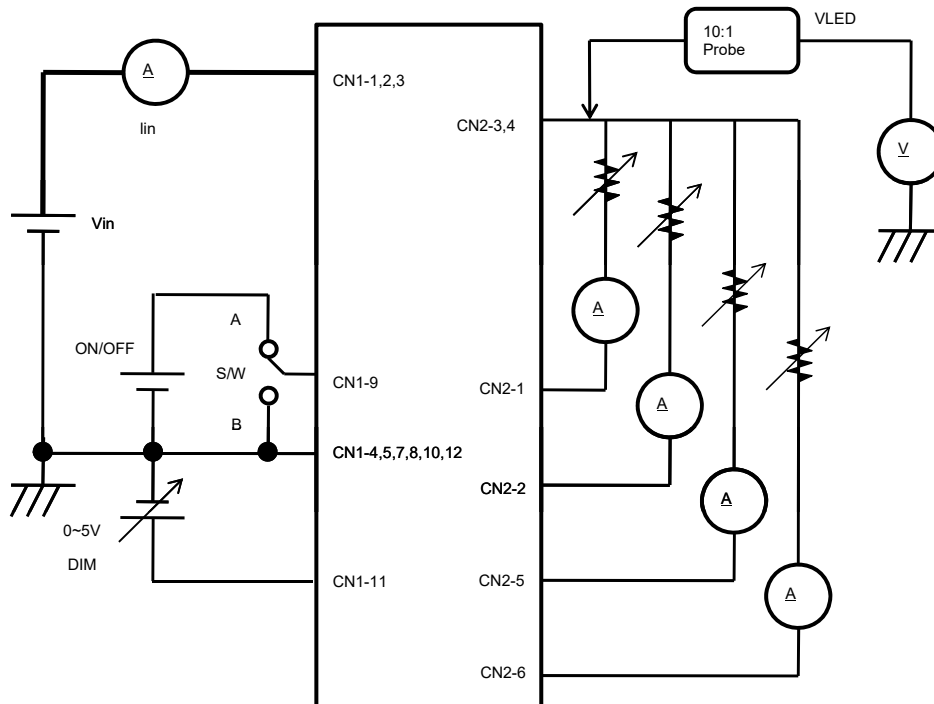 VLED
10:1
Probe
A
Iin
CN1-1,2,3
CN2-3,4
V
Vin
A
A
ON/OFF
S/W
B
CN1-9
CN2-1
A
CN1-4,5,7,8,10,12
CN2-2
A
0~5V
DIM
CN1-11
CN2-5
A
CN2-6